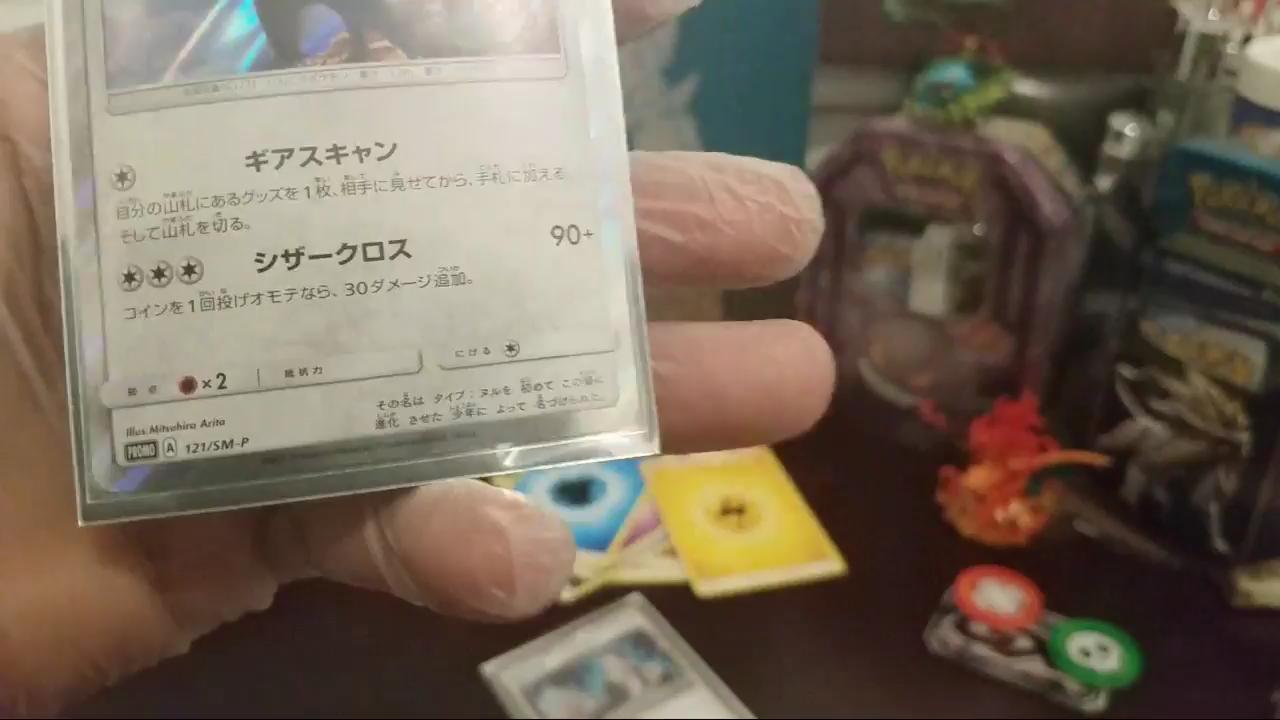 ギアスキャン
自分の山札にあるグッズを1枚、相手に見せてから、手札に加える
そして山札を切る。
シザークロス 90+
コインを1回投げオモテなら、30ダメージ追加。
弱点 ×2 抵抗力 にげる
その名は タイプ：ヌルを 初めて この姿に
進化 させた 少年に よって 名づけられた。
Illus. Mitsuhiro Arita
PROMO A 121/SM-P